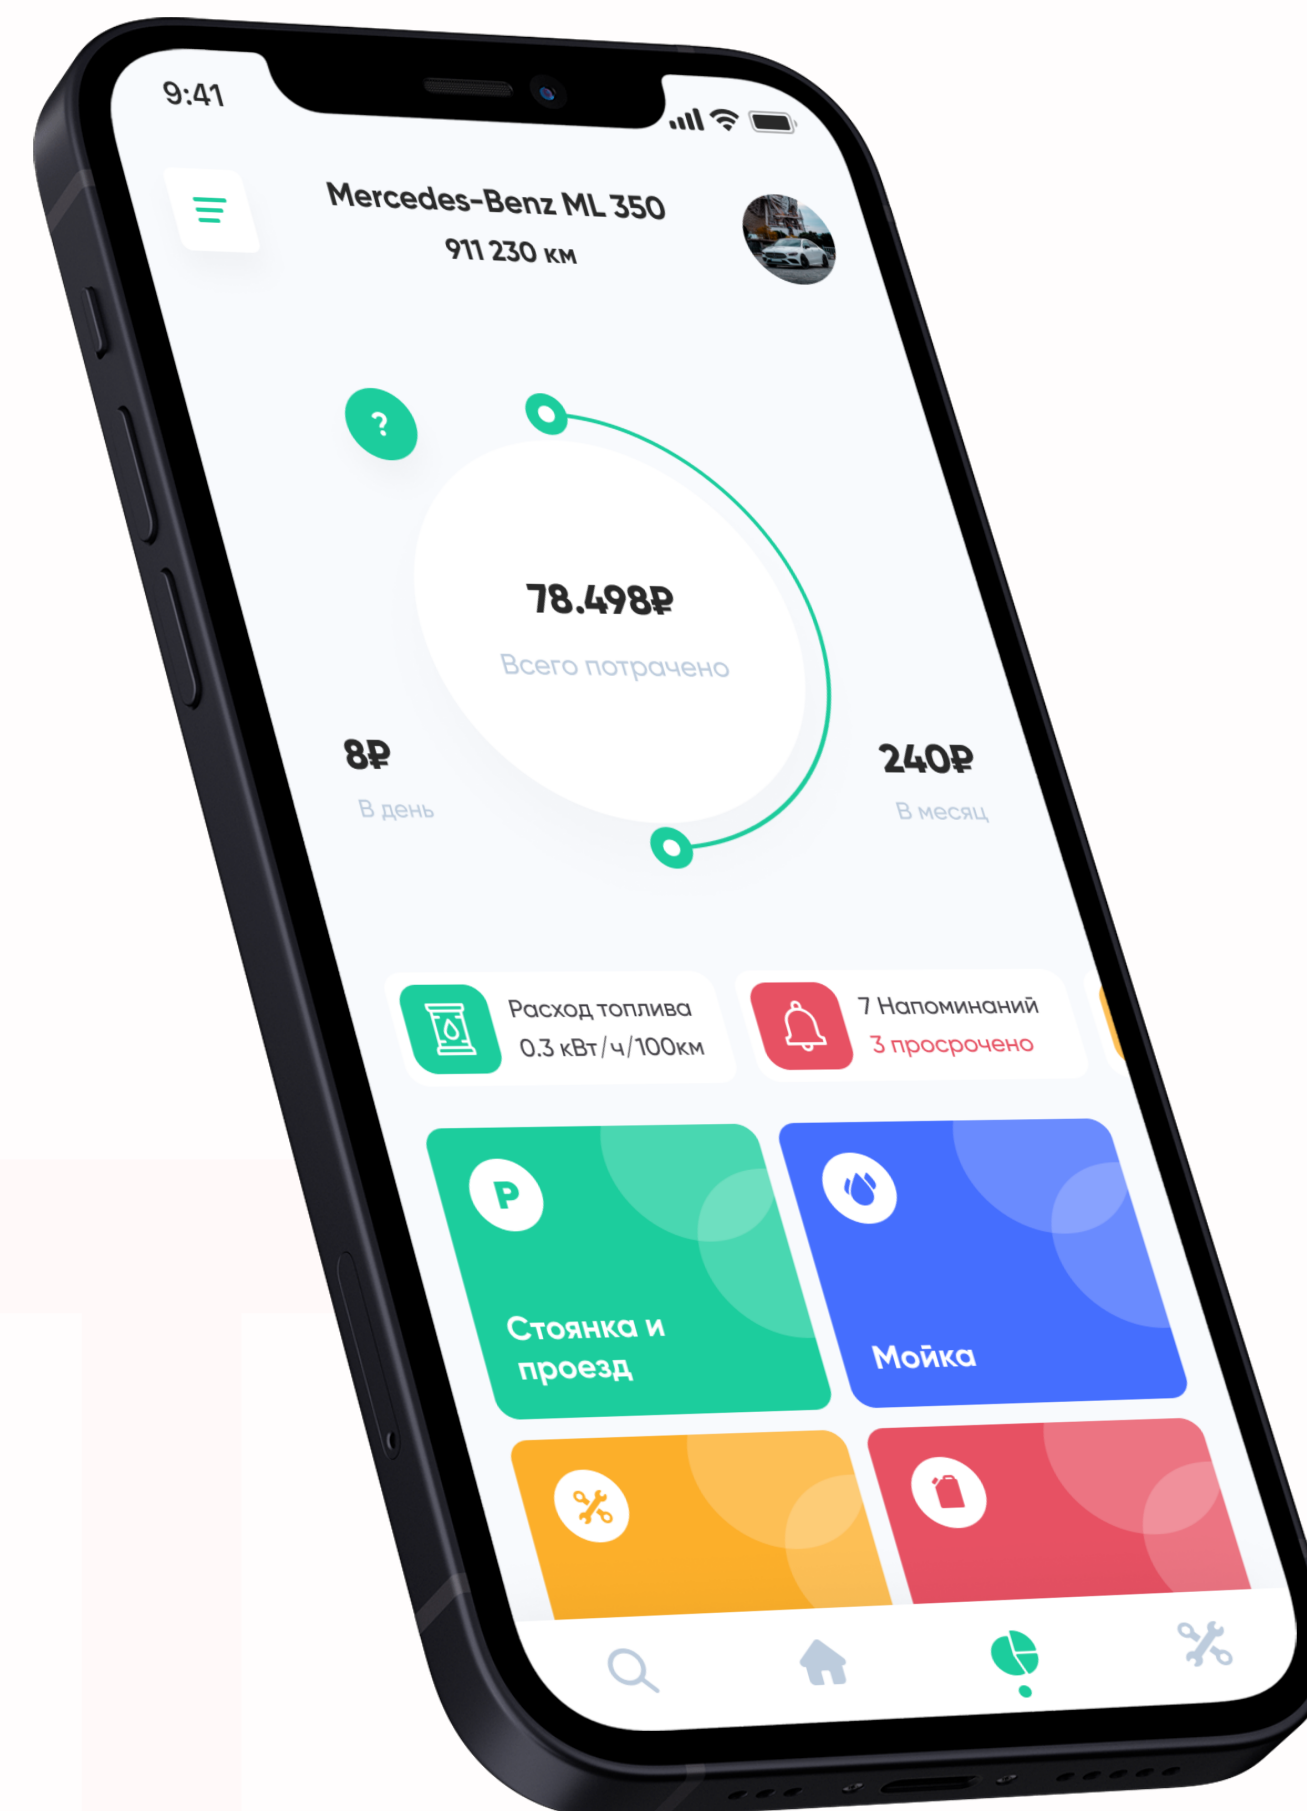 9:41
Mercedes-Benz ML 350
911 230 км
?
78.498₽
Всего потрачено
8₽
В день
240₽
В месяц
Расход топлива
0.3 кВт/ч/100км
7 Напоминаний
3 просрочено
P
Стоянка и
проезд
Мойка